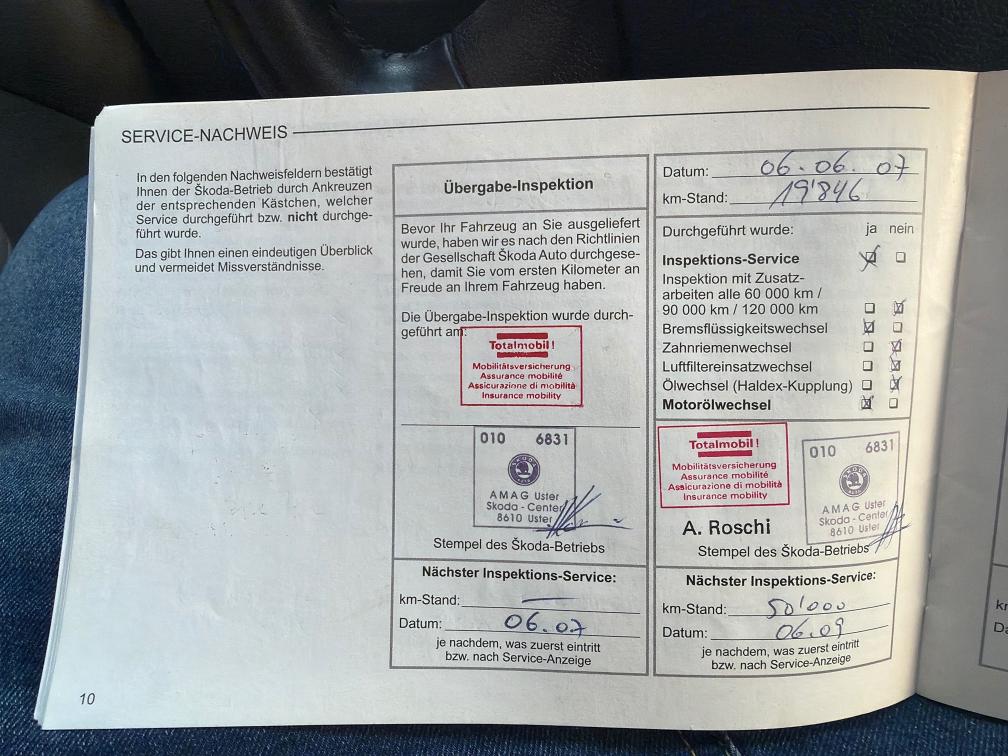 SERVICE-NACHWEIS
In den folgenden Nachweisfeldern bestätigt
Ihnen der Škoda-Betrieb durch Ankreuzen
der entsprechenden Kästchen, welcher
Service durchgeführt bzw. nicht durchge-
führt wurde.
Das gibt Ihnen einen eindeutigen Überblick
und vermeidet Missverständnisse.
Übergabe-Inspektion
Bevor Ihr Fahrzeug an Sie ausgeliefert
wurde, haben wir es nach den Richtlinien
der Gesellschaft Škoda Auto durchgese-
hen, damit Sie vom ersten Kilometer an
Freude an Ihrem Fahrzeug haben.
Die Übergabe-Inspektion wurde durch-
geführt am:
Totalmobil!
Mobilitätsversicherung
Assurance mobilité
Assicurazione di mobilità
Insurance mobility
010 6831
SKODA
AUTO
AMAG Uster
Skoda - Center
8610 Uster
Stempel des Škoda-Betriebs
Nächster Inspektions-Service:
km-Stand: —
Datum: 06.07
je nachdem, was zuerst eintritt
bzw. nach Service-Anzeige
Datum: 06.06.07
km-Stand: 19'846
Durchgeführt wurde: ja nein
Inspektions-Service
Inspektion mit Zusatz-
arbeiten alle 60 000 km /
90 000 km / 120 000 km
Bremsflüssigkeitswechsel
Zahnriemenwechsel
Luftfiltereinsatzwechsel
Ölwechsel (Haldex-Kupplung)
Motorölwechsel
Totalmobil!
Mobilitätsversicherung
Assurance mobilité
Assicurazione di mobilità
Insurance mobility
010 6831
SKODA
AUTO
AMAG Uster
Skoda - Center
8610 Uster
A. Roschi
Stempel des Škoda-Betriebs
Nächster Inspektions-Service:
km-Stand: 50'000
Datum: 06.09
je nachdem, was zuerst eintritt
bzw. nach Service-Anzeige
10